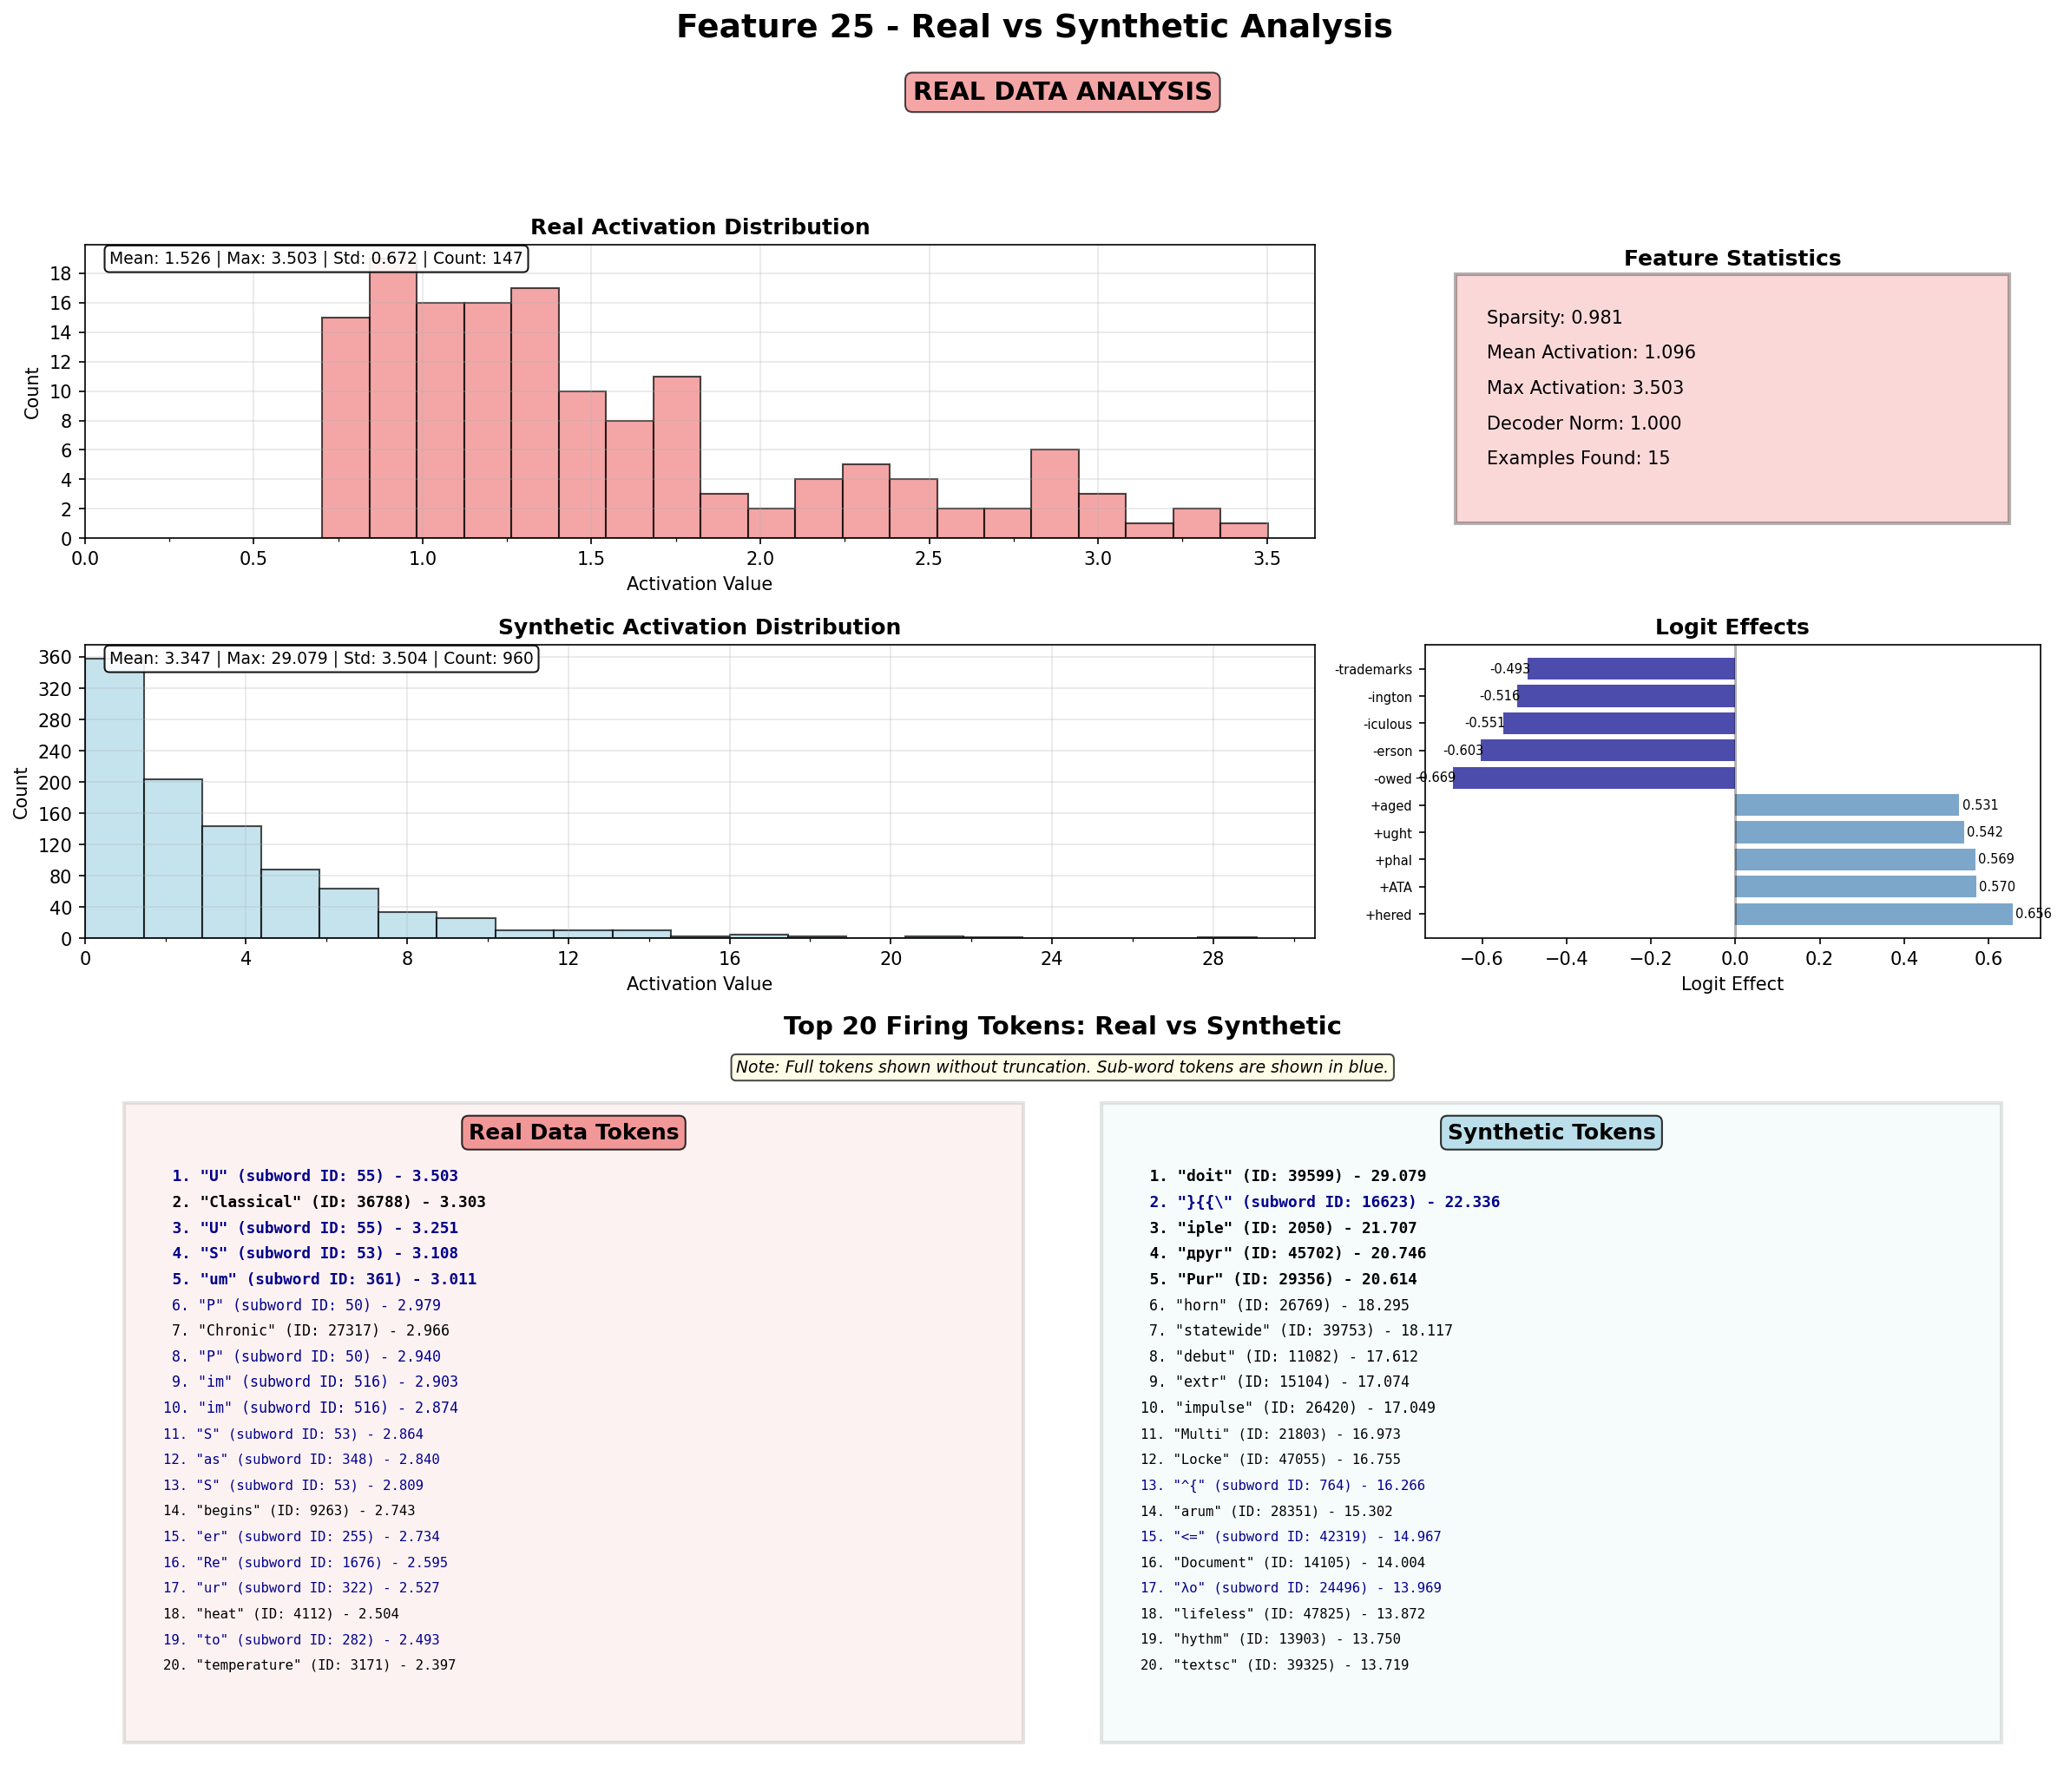 Feature 25 - Real vs Synthetic Analysis
REAL DATA ANALYSIS
Real Activation Distribution
Mean: 1.526 | Max: 3.503 | Std: 0.672 | Count: 147
Count
18
16
14
12
10
8
6
4
2
0
0.0 0.5 1.0 1.5 2.0 2.5 3.0 3.5
Activation Value
Feature Statistics
Sparsity: 0.981
Mean Activation: 1.096
Max Activation: 3.503
Decoder Norm: 1.000
Examples Found: 15
Synthetic Activation Distribution
Mean: 3.347 | Max: 29.079 | Std: 3.504 | Count: 960
Count
360
320
280
240
200
160
120
80
40
0
0 4 8 12 16 20 24 28
Activation Value
Logit Effects
-trademarks -0.493
-ington -0.516
-iculous -0.551
-erson -0.603
-owed -0.669
+aged 0.531
+ught 0.542
+phal 0.569
+ATA 0.570
+hered 0.656
−0.6 −0.4 −0.2 0.0 0.2 0.4 0.6
Logit Effect
Top 20 Firing Tokens: Real vs Synthetic
Note: Full tokens shown without truncation. Sub-word tokens are shown in blue.
Real Data Tokens
1. "U" (subword ID: 55) - 3.503
2. "Classical" (ID: 36788) - 3.303
3. "U" (subword ID: 55) - 3.251
4. "S" (subword ID: 53) - 3.108
5. "um" (subword ID: 361) - 3.011
6. "P" (subword ID: 50) - 2.979
7. "Chronic" (ID: 27317) - 2.966
8. "P" (subword ID: 50) - 2.940
9. "im" (subword ID: 516) - 2.903
10. "im" (subword ID: 516) - 2.874
11. "S" (subword ID: 53) - 2.864
12. "as" (subword ID: 348) - 2.840
13. "S" (subword ID: 53) - 2.809
14. "begins" (ID: 9263) - 2.743
15. "er" (subword ID: 255) - 2.734
16. "Re" (subword ID: 1676) - 2.595
17. "ur" (subword ID: 322) - 2.527
18. "heat" (ID: 4112) - 2.504
19. "to" (subword ID: 282) - 2.493
20. "temperature" (ID: 3171) - 2.397
Synthetic Tokens
1. "doit" (ID: 39599) - 29.079
2. "}{{\" (subword ID: 16623) - 22.336
3. "iple" (ID: 2050) - 21.707
4. "друг" (ID: 45702) - 20.746
5. "Pur" (ID: 29356) - 20.614
6. "horn" (ID: 26769) - 18.295
7. "statewide" (ID: 39753) - 18.117
8. "debut" (ID: 11082) - 17.612
9. "extr" (ID: 15104) - 17.074
10. "impulse" (ID: 26420) - 17.049
11. "Multi" (ID: 21803) - 16.973
12. "Locke" (ID: 47055) - 16.755
13. "^{" (subword ID: 764) - 16.266
14. "arum" (ID: 28351) - 15.302
15. "<=" (subword ID: 42319) - 14.967
16. "Document" (ID: 14105) - 14.004
17. "λο" (subword ID: 24496) - 13.969
18. "lifeless" (ID: 47825) - 13.872
19. "hythm" (ID: 13903) - 13.750
20. "textsc" (ID: 39325) - 13.719